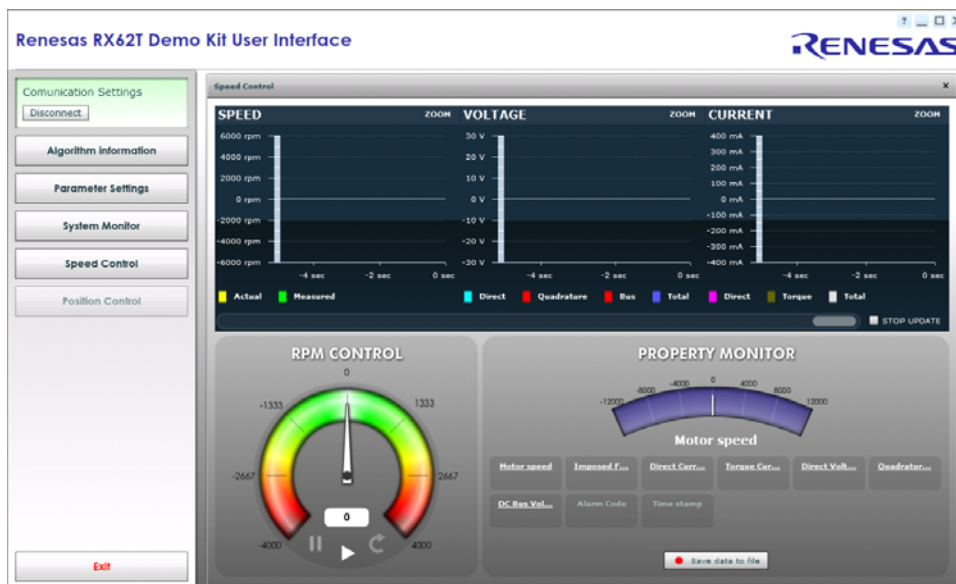 Renesas RX62T Demo Kit User Interface
RENESAS
Comunication Settings
Disconnect
Algorithm information
Parameter Settings
System Monitor
Speed Control
Position Control
Exit
Speed Control
SPEED ZOOM VOLTAGE ZOOM CURRENT ZOOM
6000 rpm
4000 rpm
2000 rpm
0 rpm
-2000 rpm
-4000 rpm
-6000 rpm
-4 sec -2 sec 0 sec
30 V
20 V
10 V
0 V
-10 V
-20 V
-30 V
-4 sec -2 sec 0 sec
400 mA
300 mA
200 mA
100 mA
0 mA
-100 mA
-200 mA
-300 mA
-400 mA
-4 sec -2 sec 0 sec
Actual Measured
Direct Quadrature Bus Total
Direct Torque Total
STOP UPDATE
RPM CONTROL
0
-1333 1333
-2667 2667
-4000 4000
0
PROPERTY MONITOR
-12000 -8000 -4000 0 4000 8000 12000
Motor speed
Motor speed Imposed F... Direct Curr... Torque Cur... Direct Volt... Quadratur...
DC Bus Vol... Alarm Code Time stamp
Save data to file